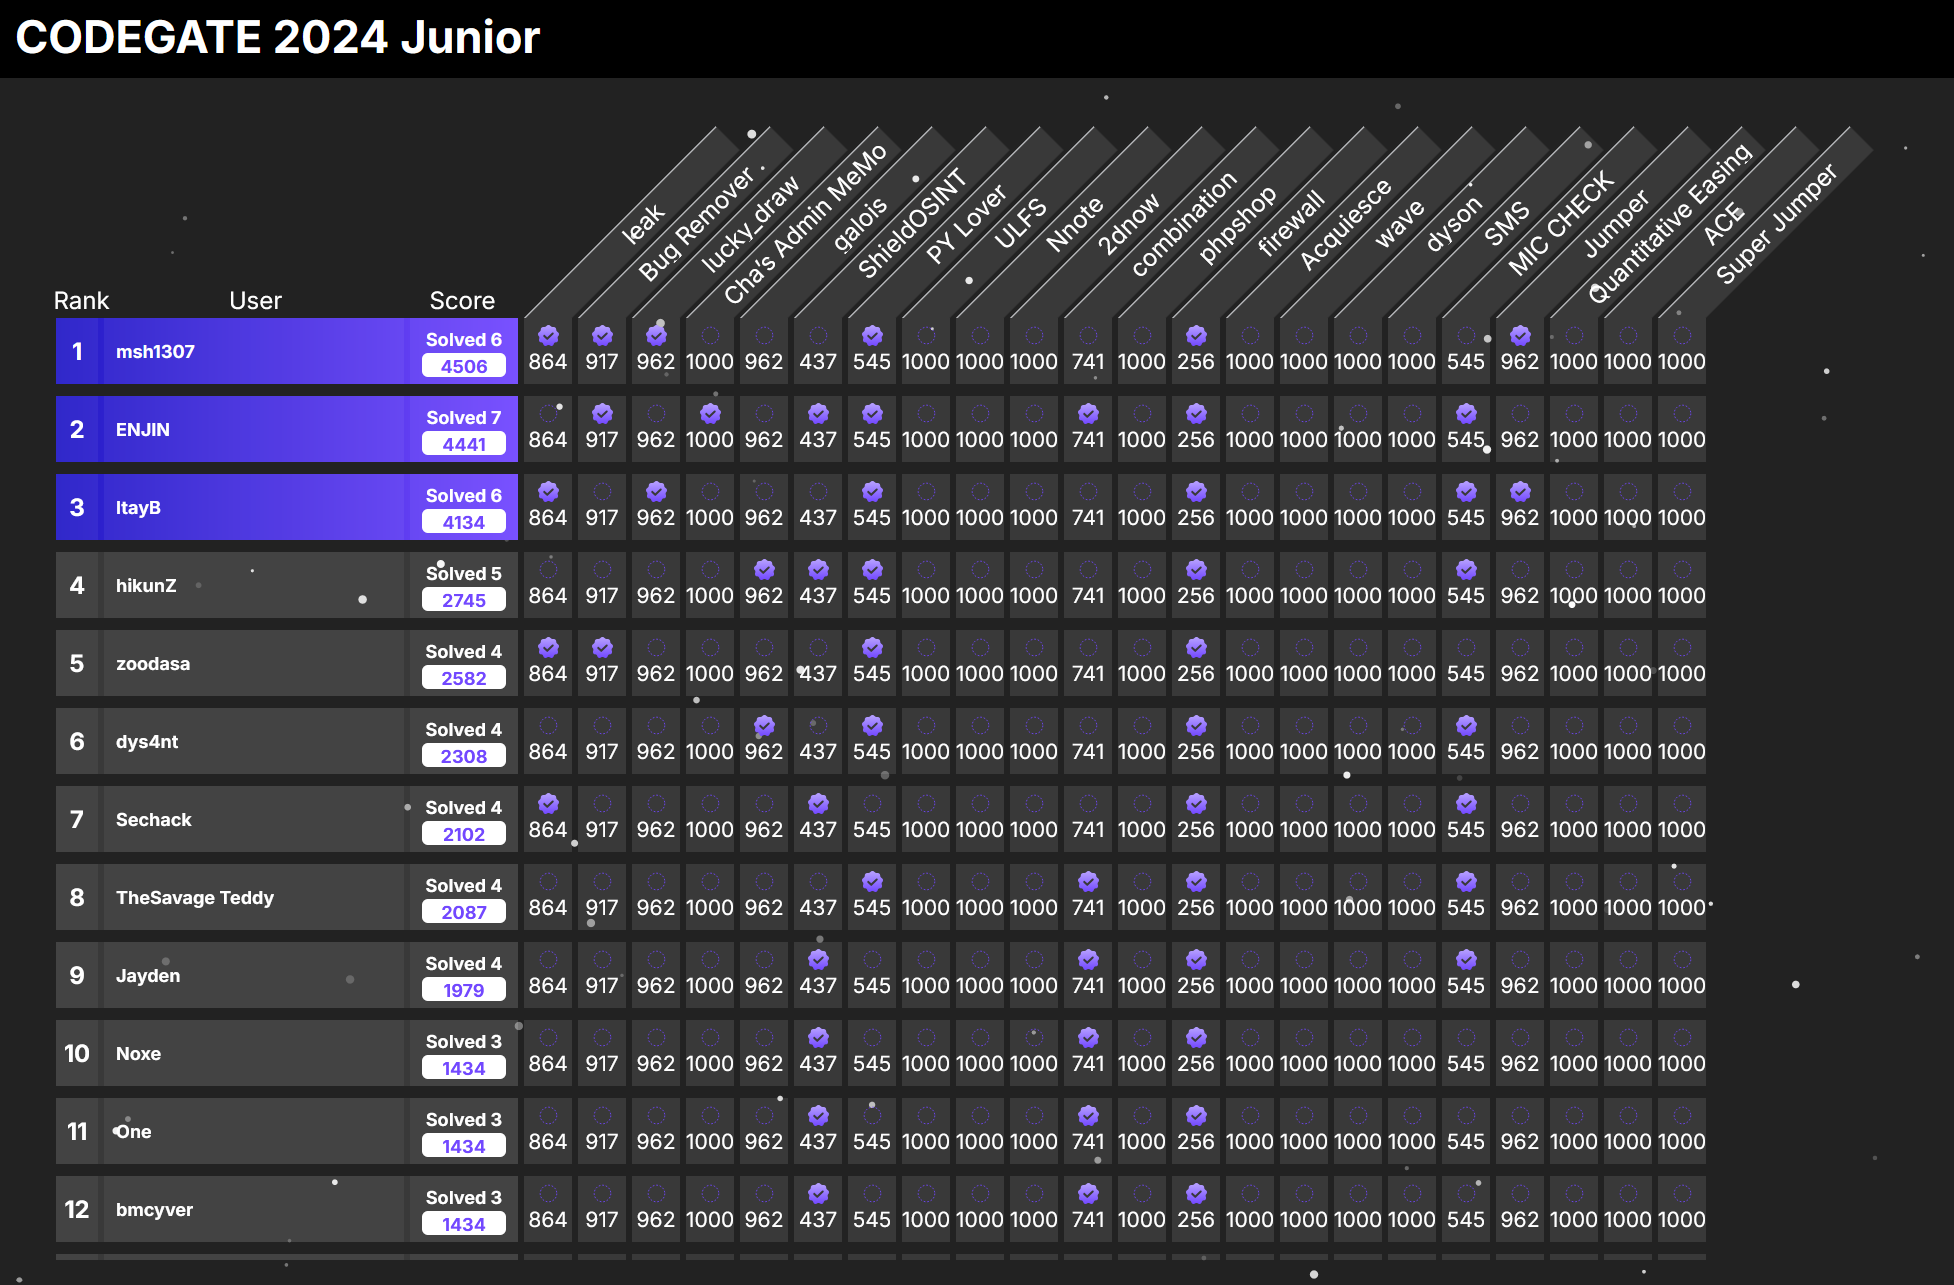 CODEGATE 2024 Junior
leak
Bug Remover
lucky_draw
Cha's Admin MeMo
galois
ShieldOSINT
PY Lover
ULFS
Nnote
2dnow
combination
phpshop
firewall
Acquiesce
wave
dyson
SMS
MIC CHECK
Jumper
Quantitative Easing
ACE
Super Jumper
Rank User Score
1 msh1307 Solved 6 4506 864 917 962 1000 962 437 545 1000 1000 1000 741 1000 256 1000 1000 1000 1000 545 962 1000 1000 1000
2 ENJIN Solved 7 4441 864 917 962 1000 962 437 545 1000 1000 1000 741 1000 256 1000 1000 1000 1000 545 962 1000 1000 1000
3 ItayB Solved 6 4134 864 917 962 1000 962 437 545 1000 1000 1000 741 1000 256 1000 1000 1000 1000 545 962 1000 1000 1000
4 hikunZ Solved 5 2745 864 917 962 1000 962 437 545 1000 1000 1000 741 1000 256 1000 1000 1000 1000 545 962 1000 1000 1000
5 zoodasa Solved 4 2582 864 917 962 1000 962 437 545 1000 1000 1000 741 1000 256 1000 1000 1000 1000 545 962 1000 1000 1000
6 dys4nt Solved 4 2308 864 917 962 1000 962 437 545 1000 1000 1000 741 1000 256 1000 1000 1000 1000 545 962 1000 1000 1000
7 Sechack Solved 4 2102 864 917 962 1000 962 437 545 1000 1000 1000 741 1000 256 1000 1000 1000 1000 545 962 1000 1000 1000
8 TheSavage Teddy Solved 4 2087 864 917 962 1000 962 437 545 1000 1000 1000 741 1000 256 1000 1000 1000 1000 545 962 1000 1000 1000
9 Jayden Solved 4 1979 864 917 962 1000 962 437 545 1000 1000 1000 741 1000 256 1000 1000 1000 1000 545 962 1000 1000 1000
10 Noxe Solved 3 1434 864 917 962 1000 962 437 545 1000 1000 1000 741 1000 256 1000 1000 1000 1000 545 962 1000 1000 1000
11 One Solved 3 1434 864 917 962 1000 962 437 545 1000 1000 1000 741 1000 256 1000 1000 1000 1000 545 962 1000 1000 1000
12 bmcyver Solved 3 1434 864 917 962 1000 962 437 545 1000 1000 1000 741 1000 256 1000 1000 1000 1000 545 962 1000 1000 1000